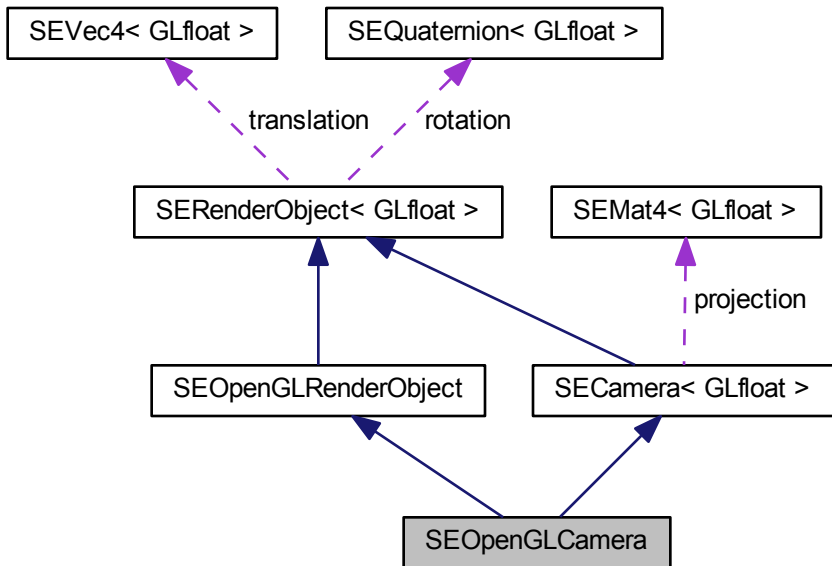 SEVec4< GLfloat >
SEQuaternion< GLfloat >
translation
rotation
SERenderObject< GLfloat >
SEMat4< GLfloat >
projection
SEOpenGLRenderObject
SECamera< GLfloat >
SEOpenGLCamera